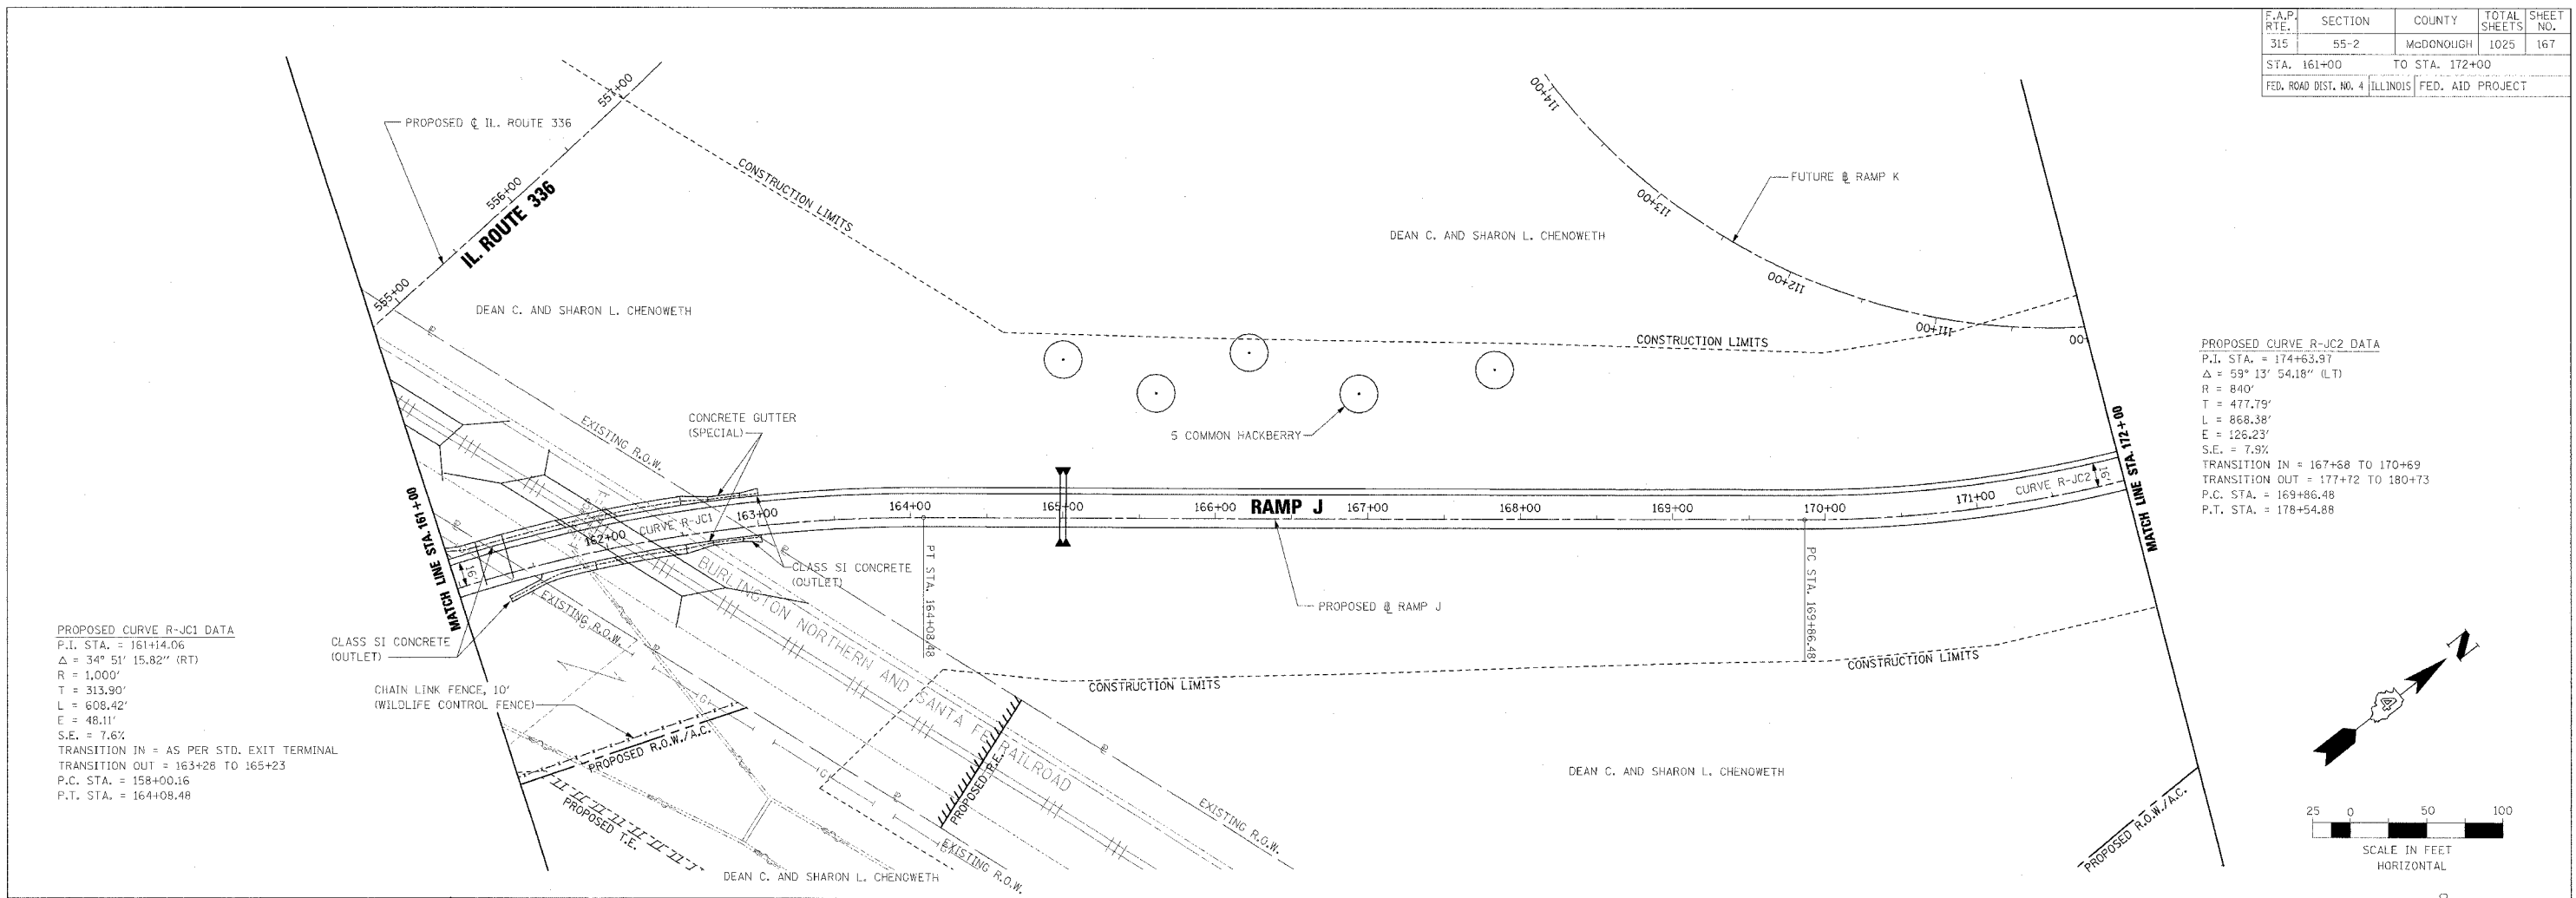 F.A.P. RTE. SECTION COUNTY TOTAL SHEETS SHEET NO.
315 55-2 McDONOUGH 1025 167
STA. 161+00 TO STA. 172+00
FED. ROAD DIST. NO. 4 ILLINOIS FED. AID PROJECT
PROPOSED ℄ IL. ROUTE 336
557+00
556+00
555+00
IL. ROUTE 336
CONSTRUCTION LIMITS
114+00
113+00
112+00
111+00
00+
FUTURE ⅊ RAMP K
DEAN C. AND SHARON L. CHENOWETH
DEAN C. AND SHARON L. CHENOWETH
CONSTRUCTION LIMITS
5 COMMON HACKBERRY
CONCRETE GUTTER
(SPECIAL)
EXISTING R.O.W.
MATCH LINE STA. 161+00
16'
CURVE R-JC1
162+00
163+00
164+00
165+00
166+00
RAMP J
167+00
168+00
169+00
170+00
171+00
CURVE R-JC2
16'
MATCH LINE STA. 172+00
PT STA. 164+08.48
PC STA. 169+86.48
CLASS SI CONCRETE
(OUTLET)
PROPOSED ⅊ RAMP J
BURLINGTON NORTHERN AND SANTA FE RAILROAD
EXISTING R.O.W.
CLASS SI CONCRETE
(OUTLET)
CHAIN LINK FENCE, 10'
(WILDLIFE CONTROL FENCE)
PROPOSED R.O.W./A.C.
PROPOSED T.E.
PROPOSED R.E.
CONSTRUCTION LIMITS
CONSTRUCTION LIMITS
EXISTING R.O.W.
EXISTING R.O.W.
DEAN C. AND SHARON L. CHENOWETH
DEAN C. AND SHARON L. CHENOWETH
PROPOSED R.O.W./A.C.
PROPOSED CURVE R-JC1 DATA
P.I. STA. = 161+14.06
Δ = 34° 51' 15.82" (RT)
R = 1,000'
T = 313.90'
L = 608.42'
E = 48.11'
S.E. = 7.6%
TRANSITION IN = AS PER STD. EXIT TERMINAL
TRANSITION OUT = 163+28 TO 165+23
P.C. STA. = 158+00.16
P.T. STA. = 164+08.48
PROPOSED CURVE R-JC2 DATA
P.I. STA. = 174+63.97
Δ = 59° 13' 54.18" (LT)
R = 840'
T = 477.79'
L = 868.38'
E = 126.23'
S.E. = 7.9%
TRANSITION IN = 167+68 TO 170+69
TRANSITION OUT = 177+72 TO 180+73
P.C. STA. = 169+86.48
P.T. STA. = 178+54.88
N
4
25 0 50 100
SCALE IN FEET
HORIZONTAL